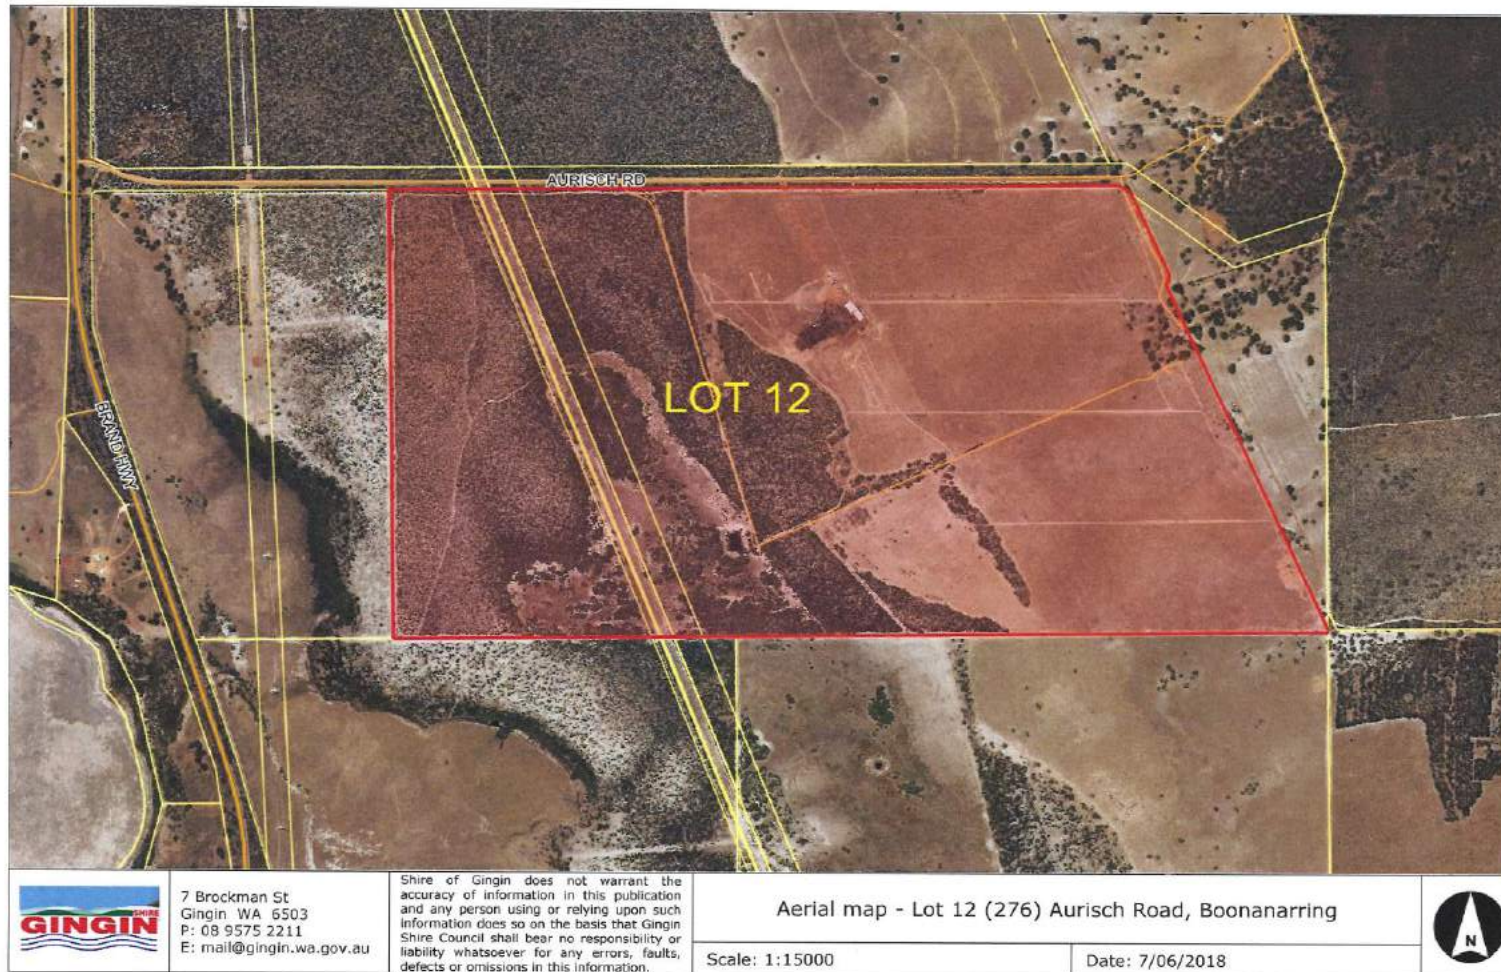 AURISCH RD
LOT 12
BRAND HWY
SHIRE
GINGIN
7 Brockman St
Gingin WA 6503
P: 08 9575 2211
E: mail@gingin.wa.gov.au
Shire of Gingin does not warrant the
accuracy of information in this publication
and any person using or relying upon such
information does so on the basis that Gingin
Shire Council shall bear no responsibility or
liability whatsoever for any errors, faults,
defects or omissions in this information.
Aerial map - Lot 12 (276) Aurisch Road, Boonanarring
Scale: 1:15000
Date: 7/06/2018
N